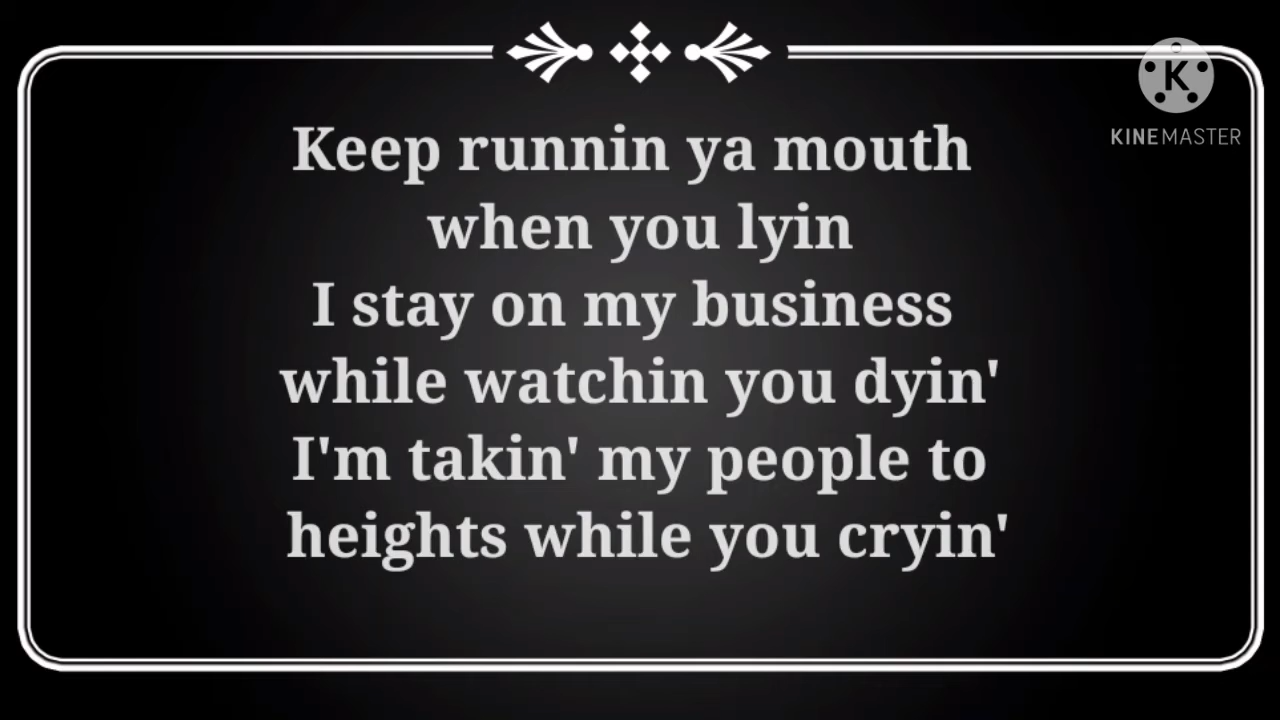 Keep runnin ya mouth
when you lyin
I stay on my business
while watchin you dyin'
I'm takin' my people to
heights while you cryin'
K
KINEMASTER